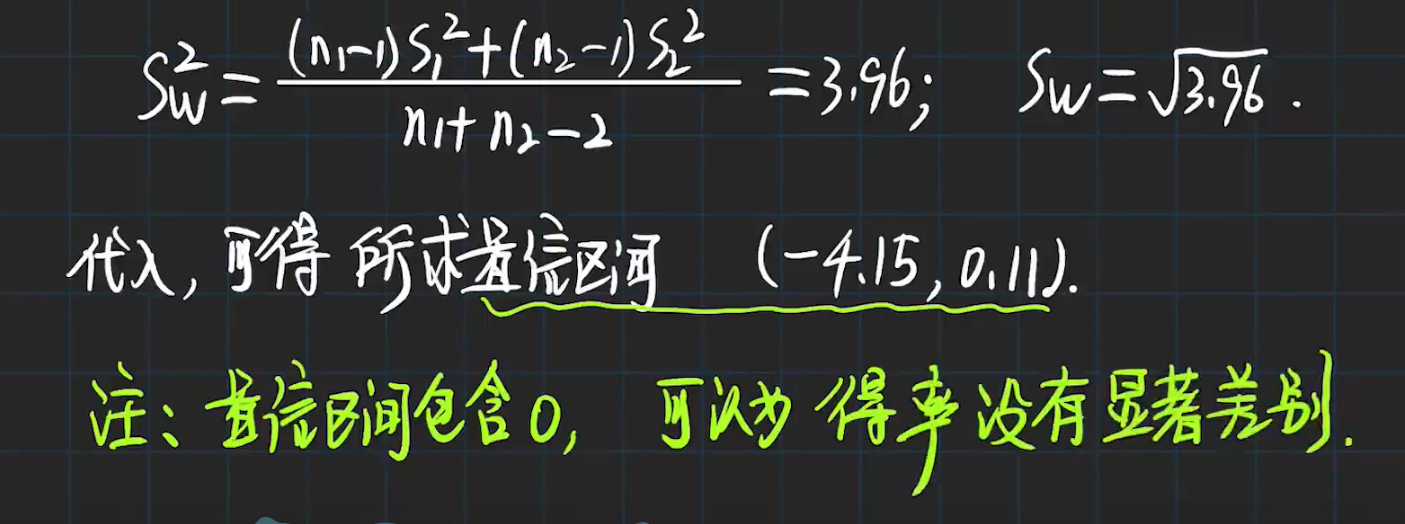 S_W^2 = \frac{(n_1-1)S_1^2+(n_2-1)S_2^2}{n_1+n_2-2} = 3.96; S_W = \sqrt{3.96}.
代入, 可得 所求置信区间 (-4.15, 0.11).
注: 置信区间包含0, 可认为 得率没有显著差别.